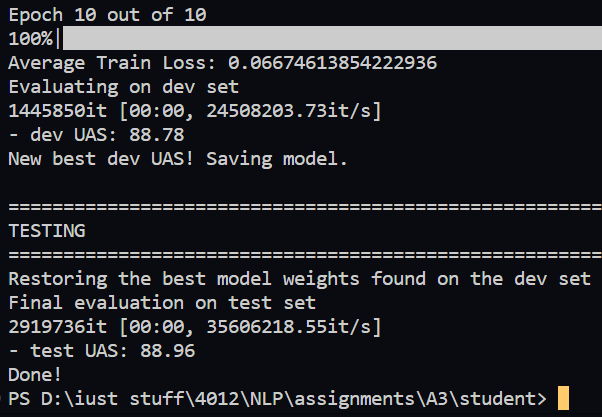 Epoch 10 out of 10
100%|
Average Train Loss: 0.06674613854222936
Evaluating on dev set
1445850it [00:00, 24508203.73it/s]
- dev UAS: 88.78
New best dev UAS! Saving model.
======================================================
TESTING
======================================================
Restoring the best model weights found on the dev set
Final evaluation on test set
2919736it [00:00, 35606218.55it/s]
- test UAS: 88.96
Done!
PS D:\iust stuff\4012\NLP\assignments\A3\student>